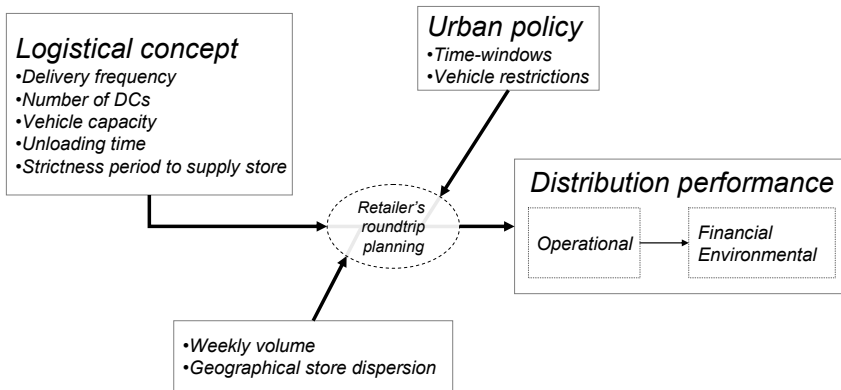 Logistical concept
•Delivery frequency
•Number of DCs
•Vehicle capacity
•Unloading time
•Strictness period to supply store
Urban policy
•Time-windows
•Vehicle restrictions
Retailer's
roundtrip
planning
Distribution performance
Operational
Financial
Environmental
•Weekly volume
•Geographical store dispersion